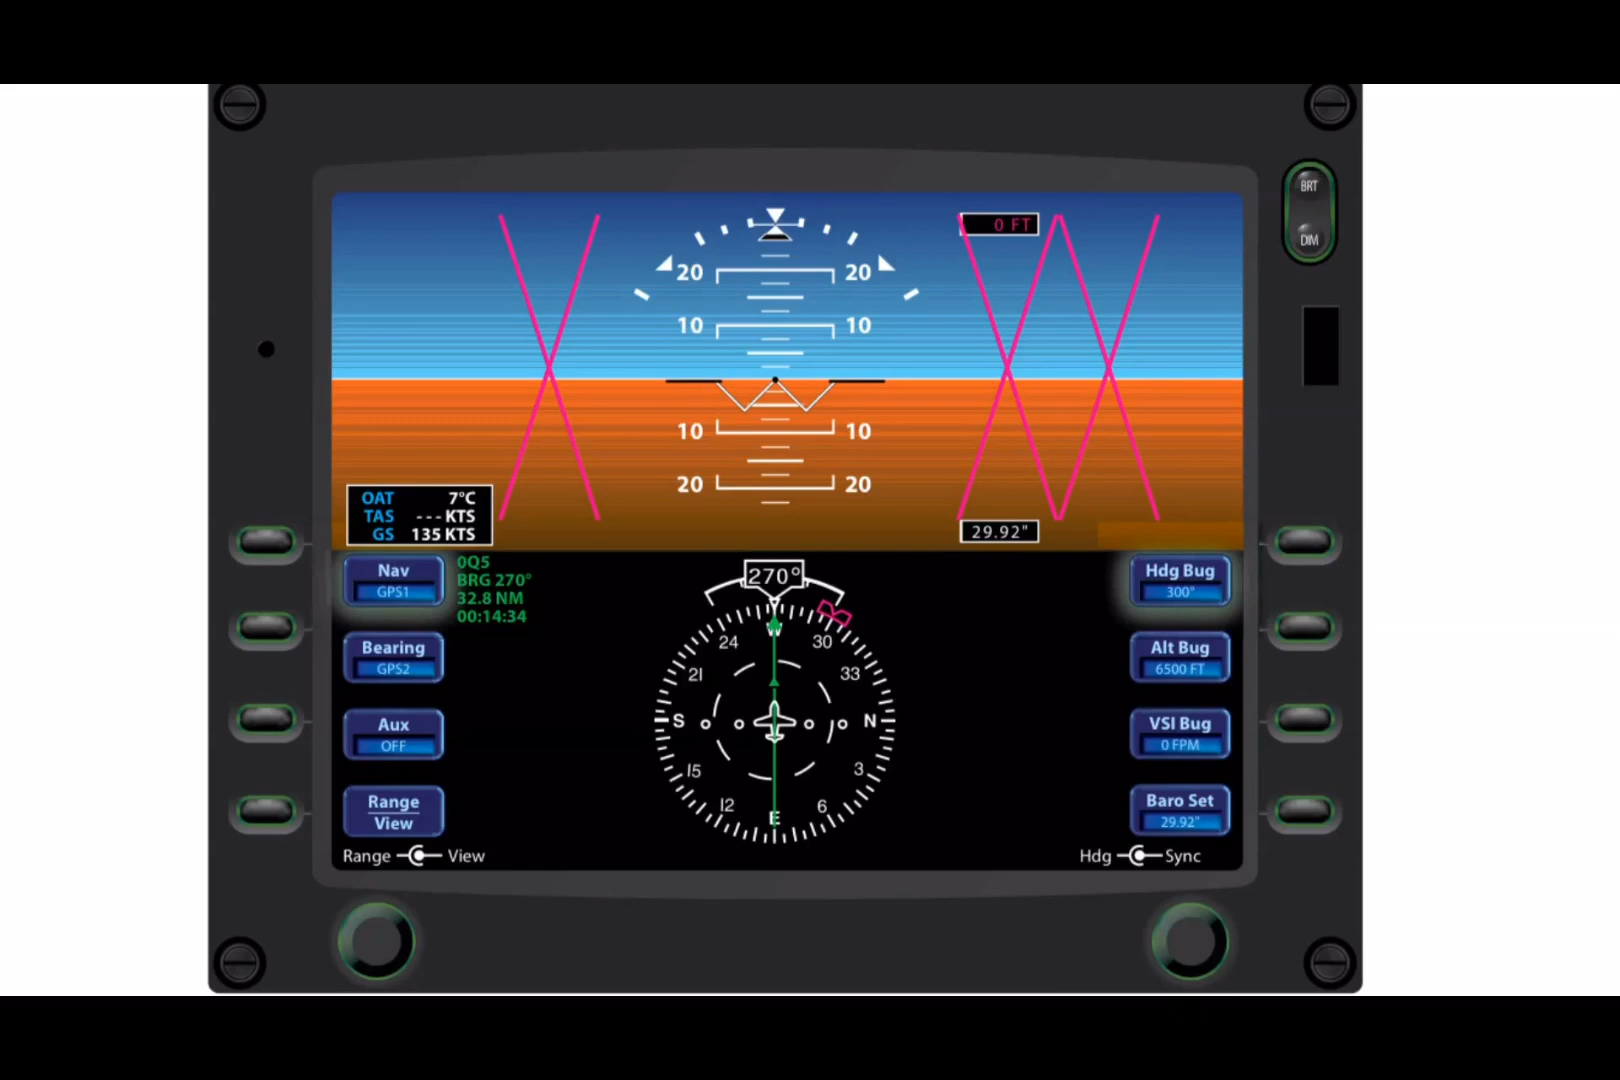 BRT
DIM
0 FT
20 20
10 10
10 10
20 20
OAT 7°C
TAS ---KTS
GS 135 KTS
29.92"
Nav
GPS1
0Q5
BRG 270°
32.8 NM
00:14:34
270°
Hdg Bug
300°
Bearing
GPS2
24 W 30
21 33
S N
15 3
12 E 6
Alt Bug
6500 FT
Aux
OFF
VSI Bug
0 FPM
Range
View
Baro Set
29.92"
Range View
Hdg Sync